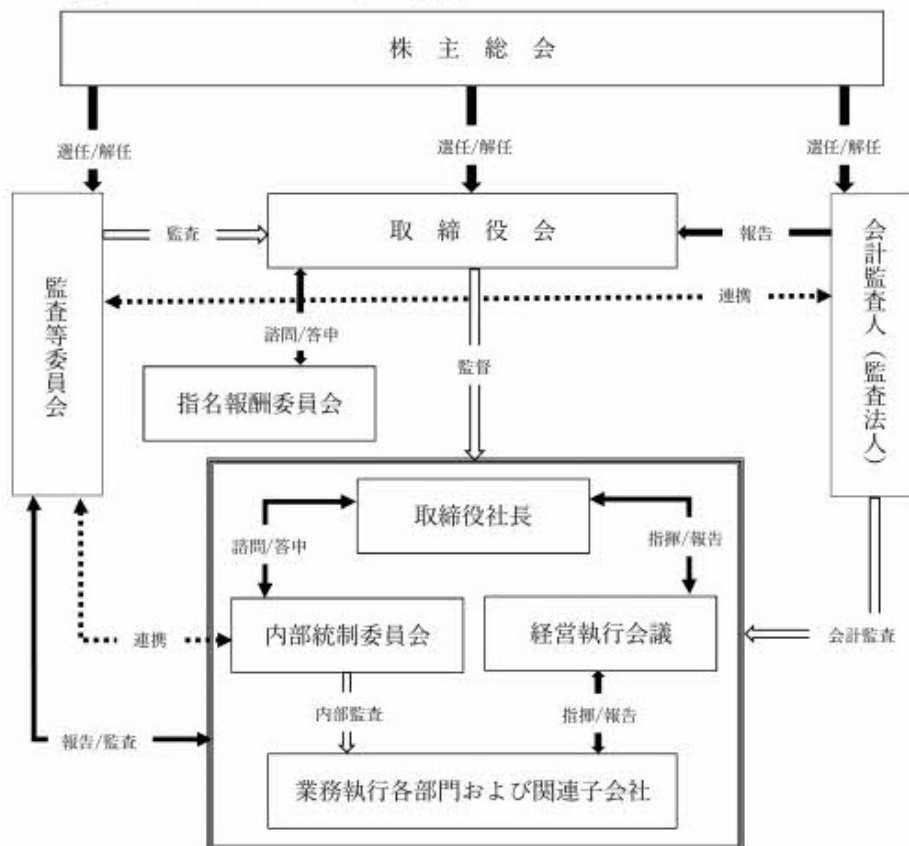 株主総会
選任/解任
選任/解任
選任/解任
監査等委員会
監査
取締役会
報告
会計監査人（監査法人）
連携
諮問/答申
監督
指名報酬委員会
取締役社長
諮問/答申
指揮/報告
内部統制委員会
経営執行会議
連携
会計監査
内部監査
指揮/報告
報告/監査
業務執行各部門および関連子会社